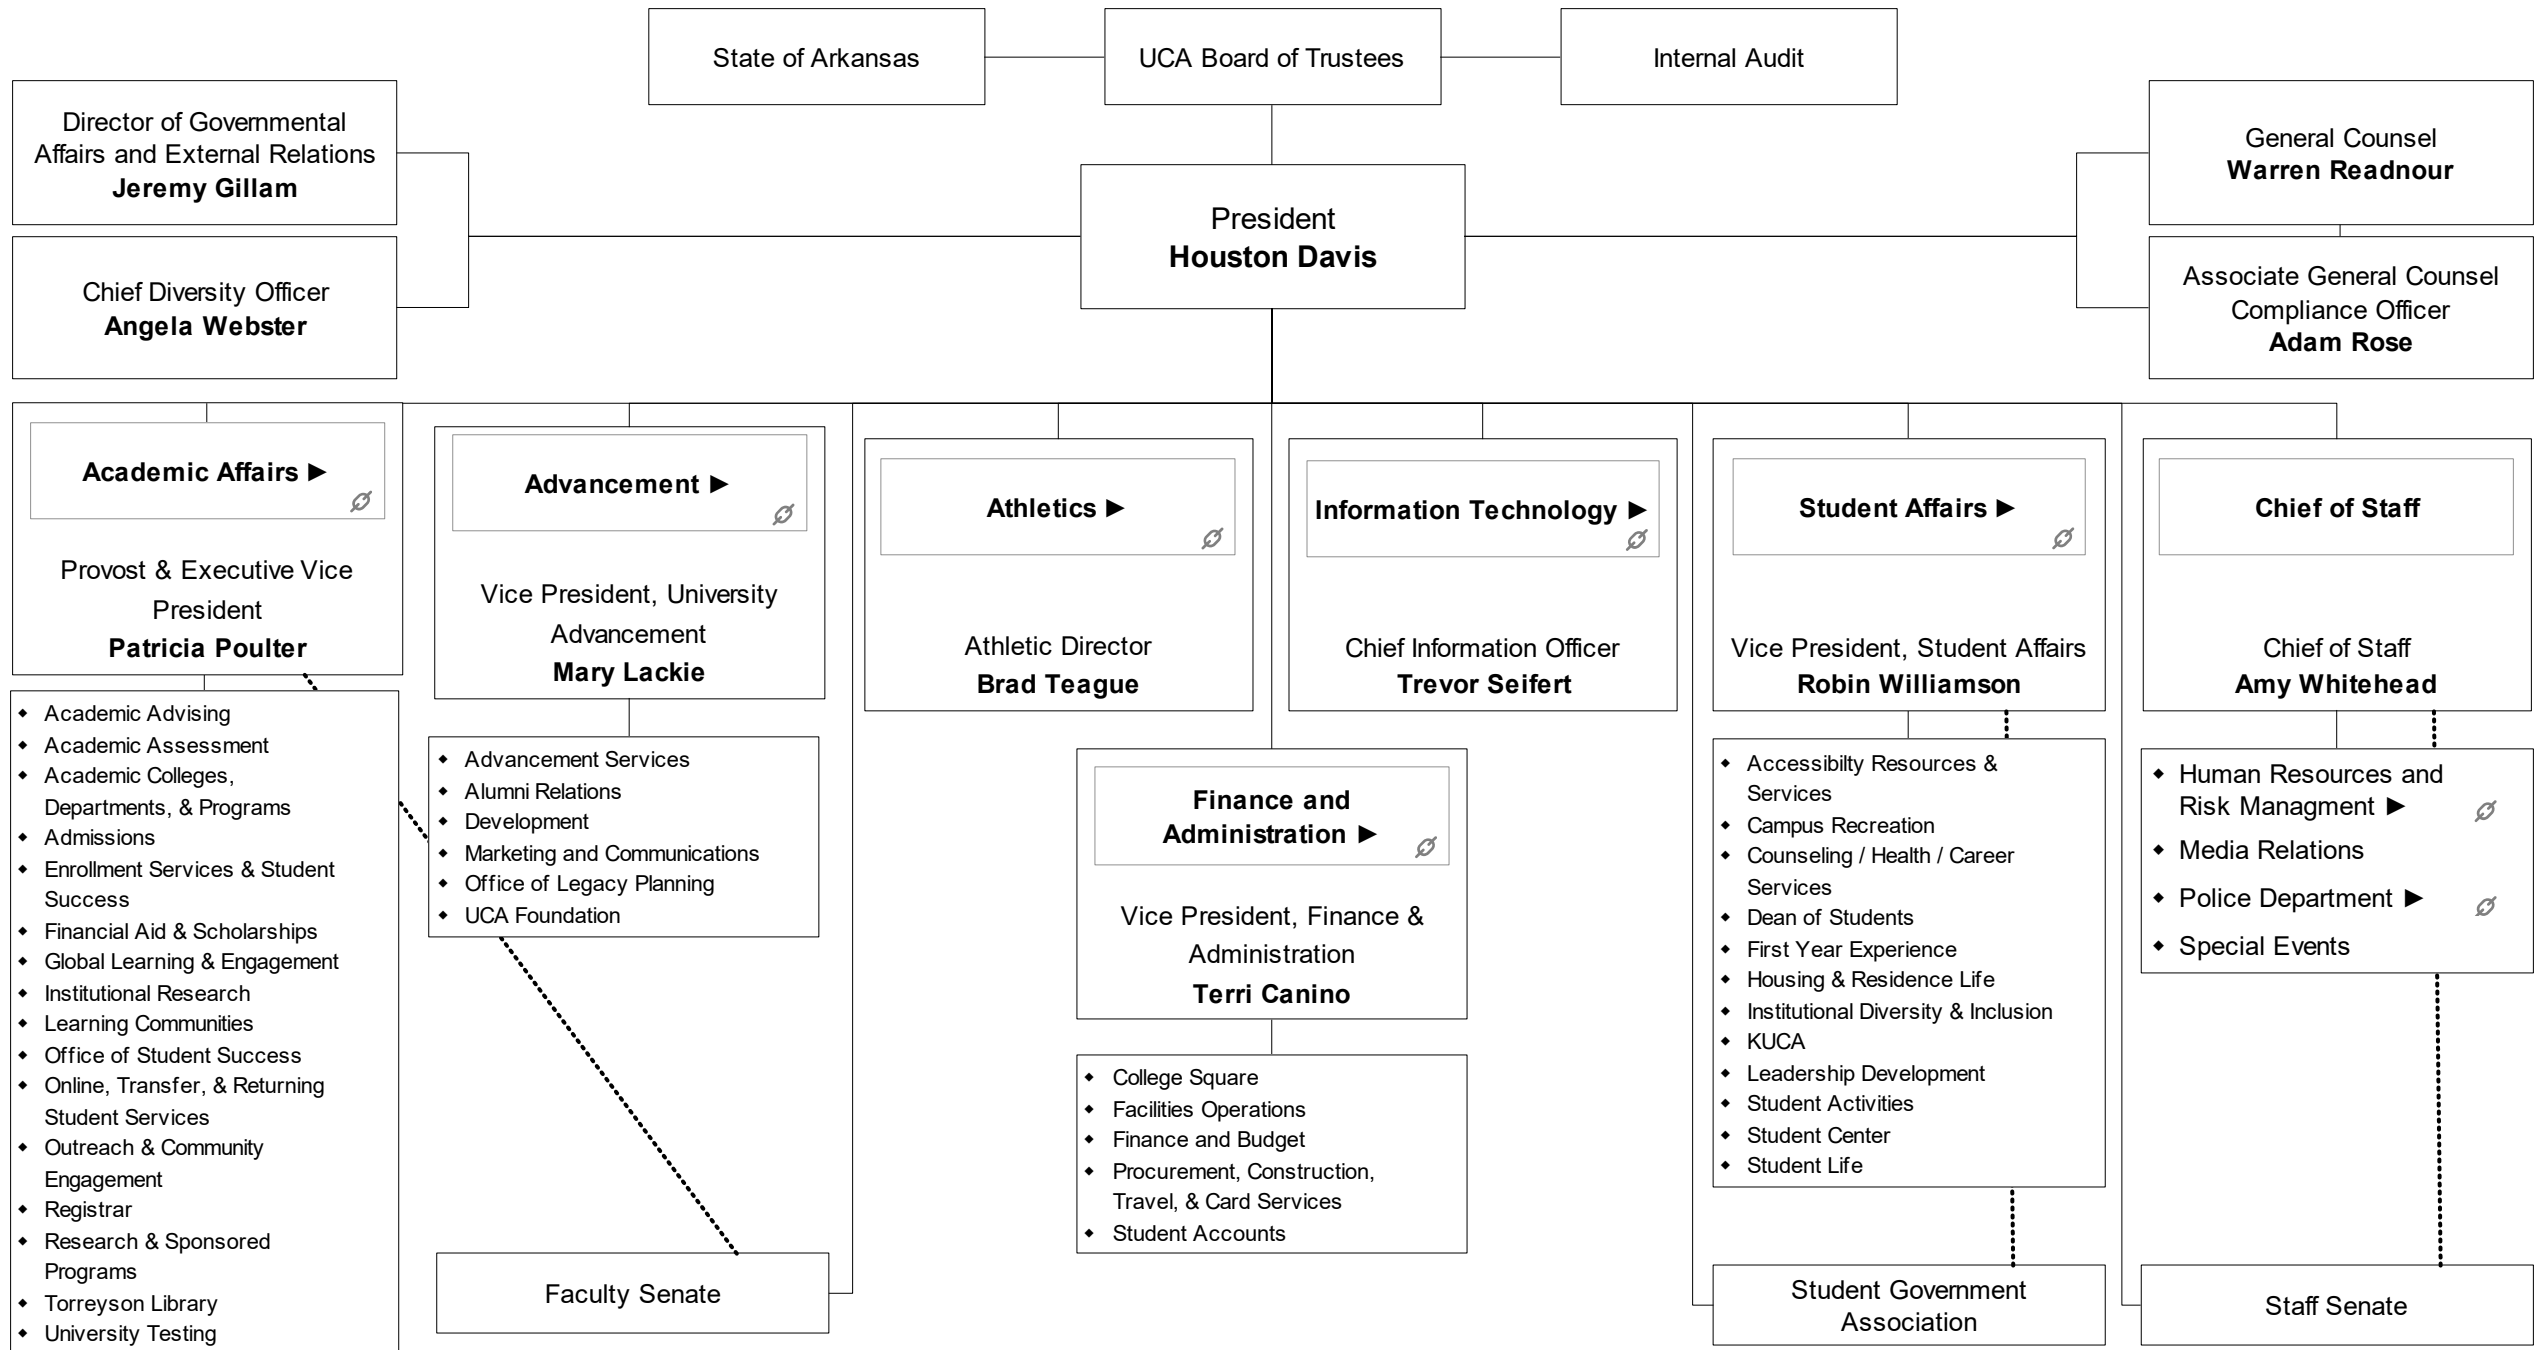 State of Arkansas
UCA Board of Trustees
Internal Audit
Director of Governmental
Affairs and External Relations
Jeremy Gillam
General Counsel
Warren Readnour
President
Houston Davis
Chief Diversity Officer
Angela Webster
Associate General Counsel
Compliance Officer
Adam Rose
Academic Affairs ►
Provost & Executive Vice
President
Patricia Poulter
◆ Academic Advising
◆ Academic Assessment
◆ Academic Colleges,
Departments, & Programs
◆ Admissions
◆ Enrollment Services & Student
Success
◆ Financial Aid & Scholarships
◆ Global Learning & Engagement
◆ Institutional Research
◆ Learning Communities
◆ Office of Student Success
◆ Online, Transfer, & Returning
Student Services
◆ Outreach & Community
Engagement
◆ Registrar
◆ Research & Sponsored
Programs
◆ Torreyson Library
◆ University Testing
Advancement ►
Vice President, University
Advancement
Mary Lackie
◆ Advancement Services
◆ Alumni Relations
◆ Development
◆ Marketing and Communications
◆ Office of Legacy Planning
◆ UCA Foundation
Faculty Senate
Athletics ►
Athletic Director
Brad Teague
Finance and
Administration ►
Vice President, Finance &
Administration
Terri Canino
◆ College Square
◆ Facilities Operations
◆ Finance and Budget
◆ Procurement, Construction,
Travel, & Card Services
◆ Student Accounts
Information Technology ►
Chief Information Officer
Trevor Seifert
Student Affairs ►
Vice President, Student Affairs
Robin Williamson
◆ Accessibilty Resources &
Services
◆ Campus Recreation
◆ Counseling / Health / Career
Services
◆ Dean of Students
◆ First Year Experience
◆ Housing & Residence Life
◆ Institutional Diversity & Inclusion
◆ KUCA
◆ Leadership Development
◆ Student Activities
◆ Student Center
◆ Student Life
Student Government
Association
Chief of Staff
Chief of Staff
Amy Whitehead
◆ Human Resources and
Risk Managment ►
◆ Media Relations
◆ Police Department ►
◆ Special Events
Staff Senate